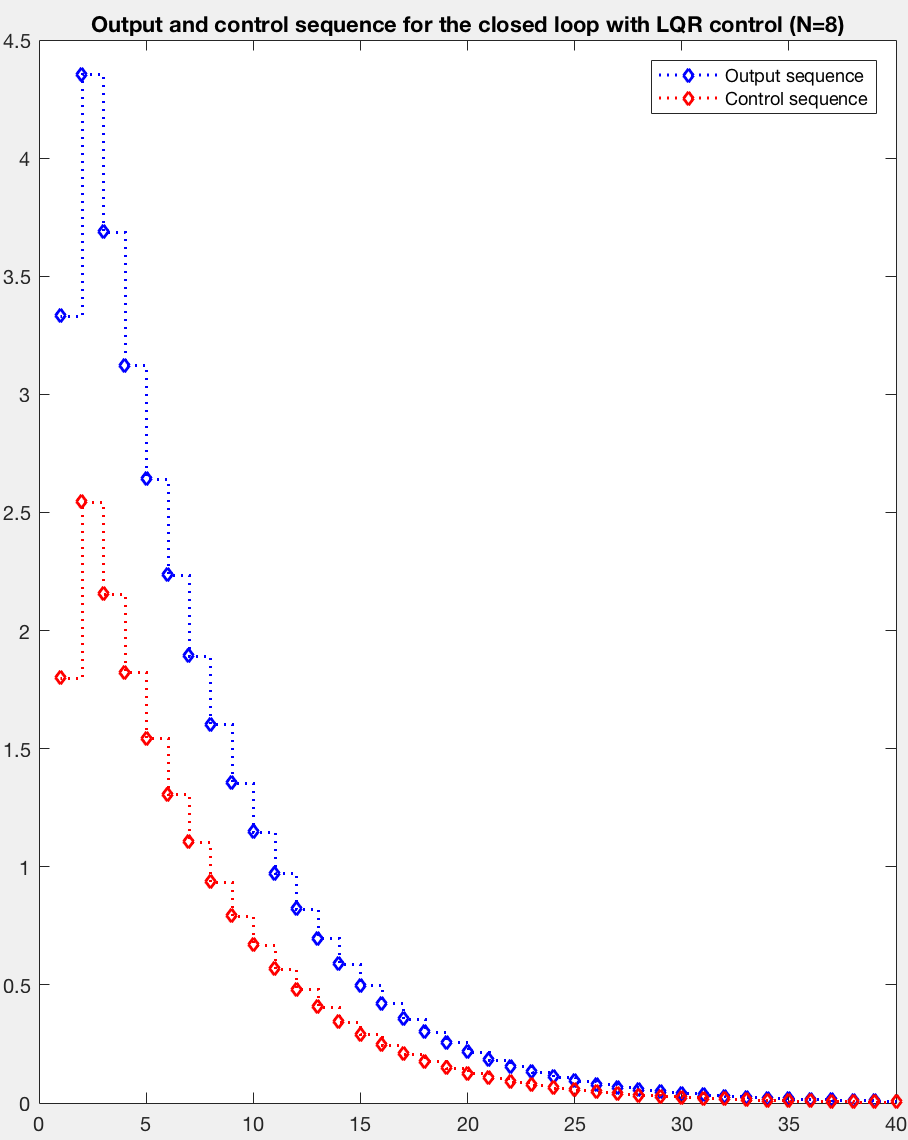 Output and control sequence for the closed loop with LQR control (N=8)
4.5
Output sequence
Control sequence
4
3.5
3
2.5
2
1.5
1
0.5
0
0 5 10 15 20 25 30 35 40